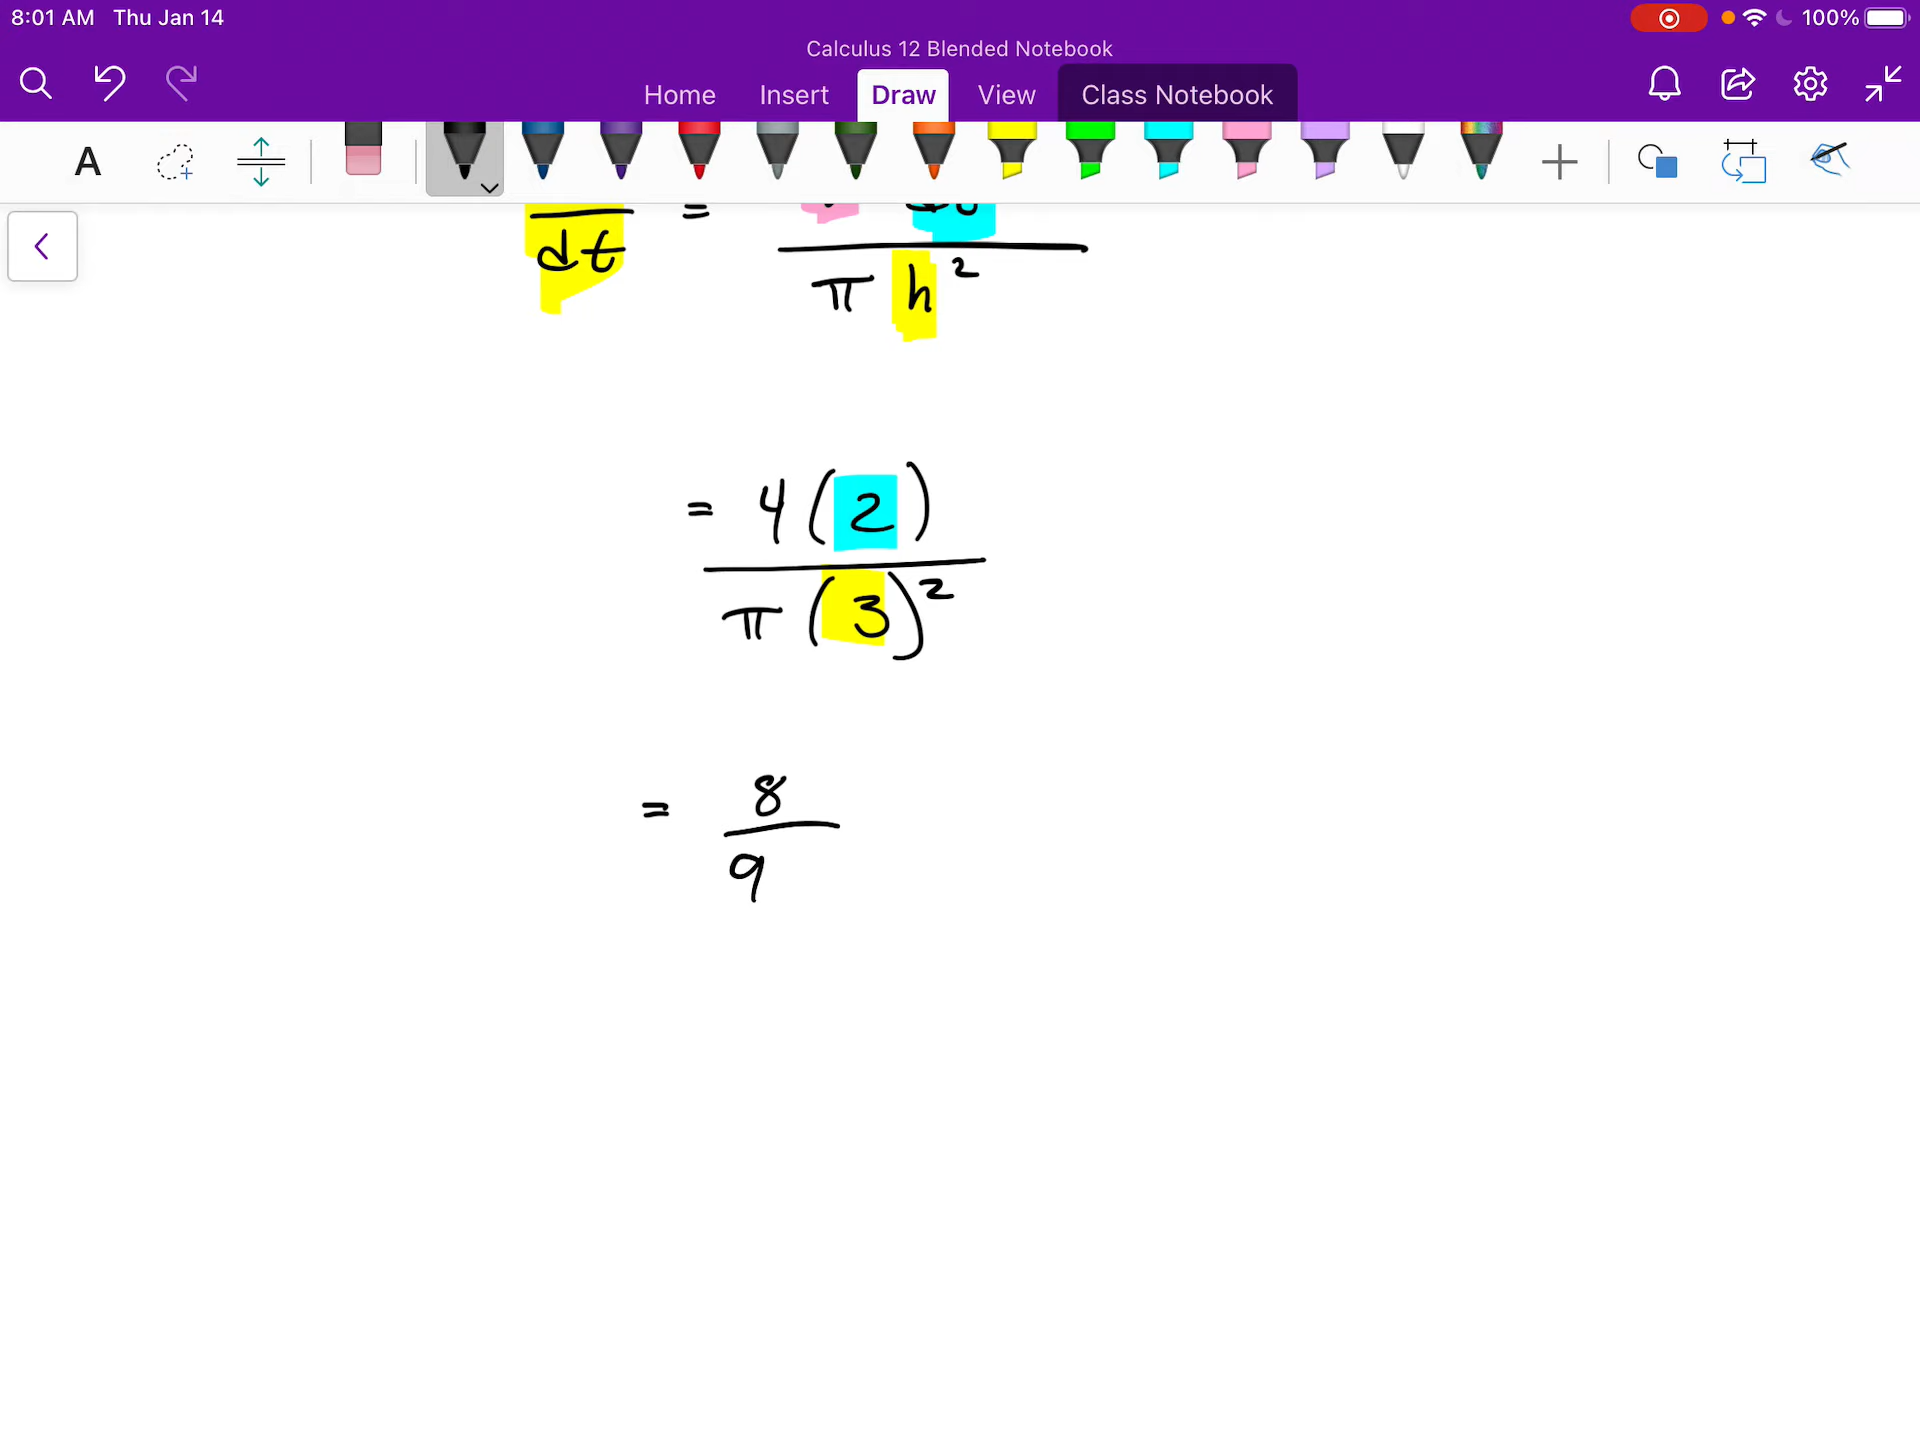 8:01 AM Thu Jan 14 100%
Calculus 12 Blended Notebook
Home Insert Draw View Class Notebook
A
=
dt
π h²
= 4 (2)
π (3)²
= 8
9